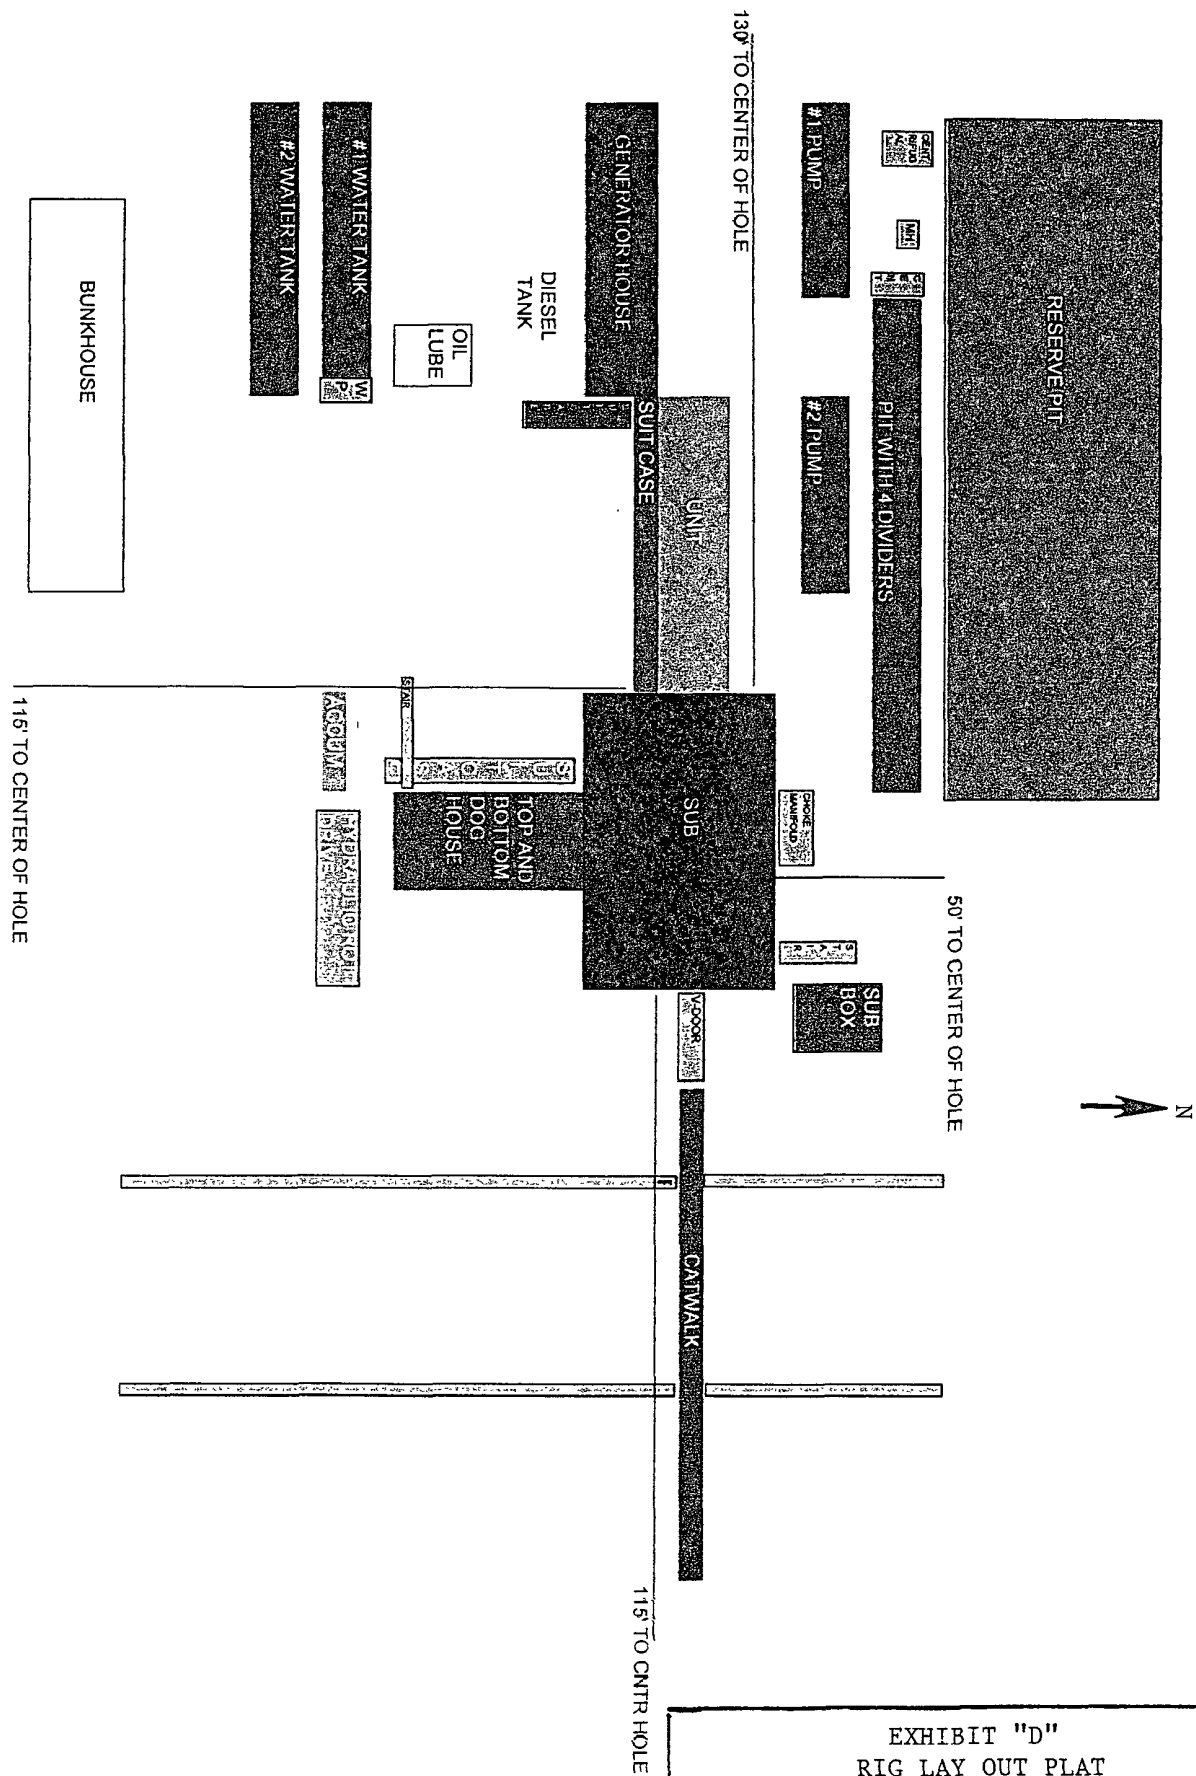 130' TO CENTER OF HOLE
RESERVE PIT
MH
PIT WITH 4 DIVIDERS
#1 PUMP
#2 PUMP
GENERATOR HOUSE
SUIT CASE
UNIT
DIESEL
TANK
OIL
LUBE
#1 WATER TANK
W
P
#2 WATER TANK
BUNKHOUSE
50' TO CENTER OF HOLE
CHOKE
MANIFOLD
SUB
STAIR
SUB
BOX
V-DOOR
CATWALK
STAIR
TOP AND
BOTTOM
DOG
HOUSE
ACCUM
115' TO CENTER OF HOLE
115' TO CNTR HOLE
N
EXHIBIT "D"
RIG LAY OUT PLAT